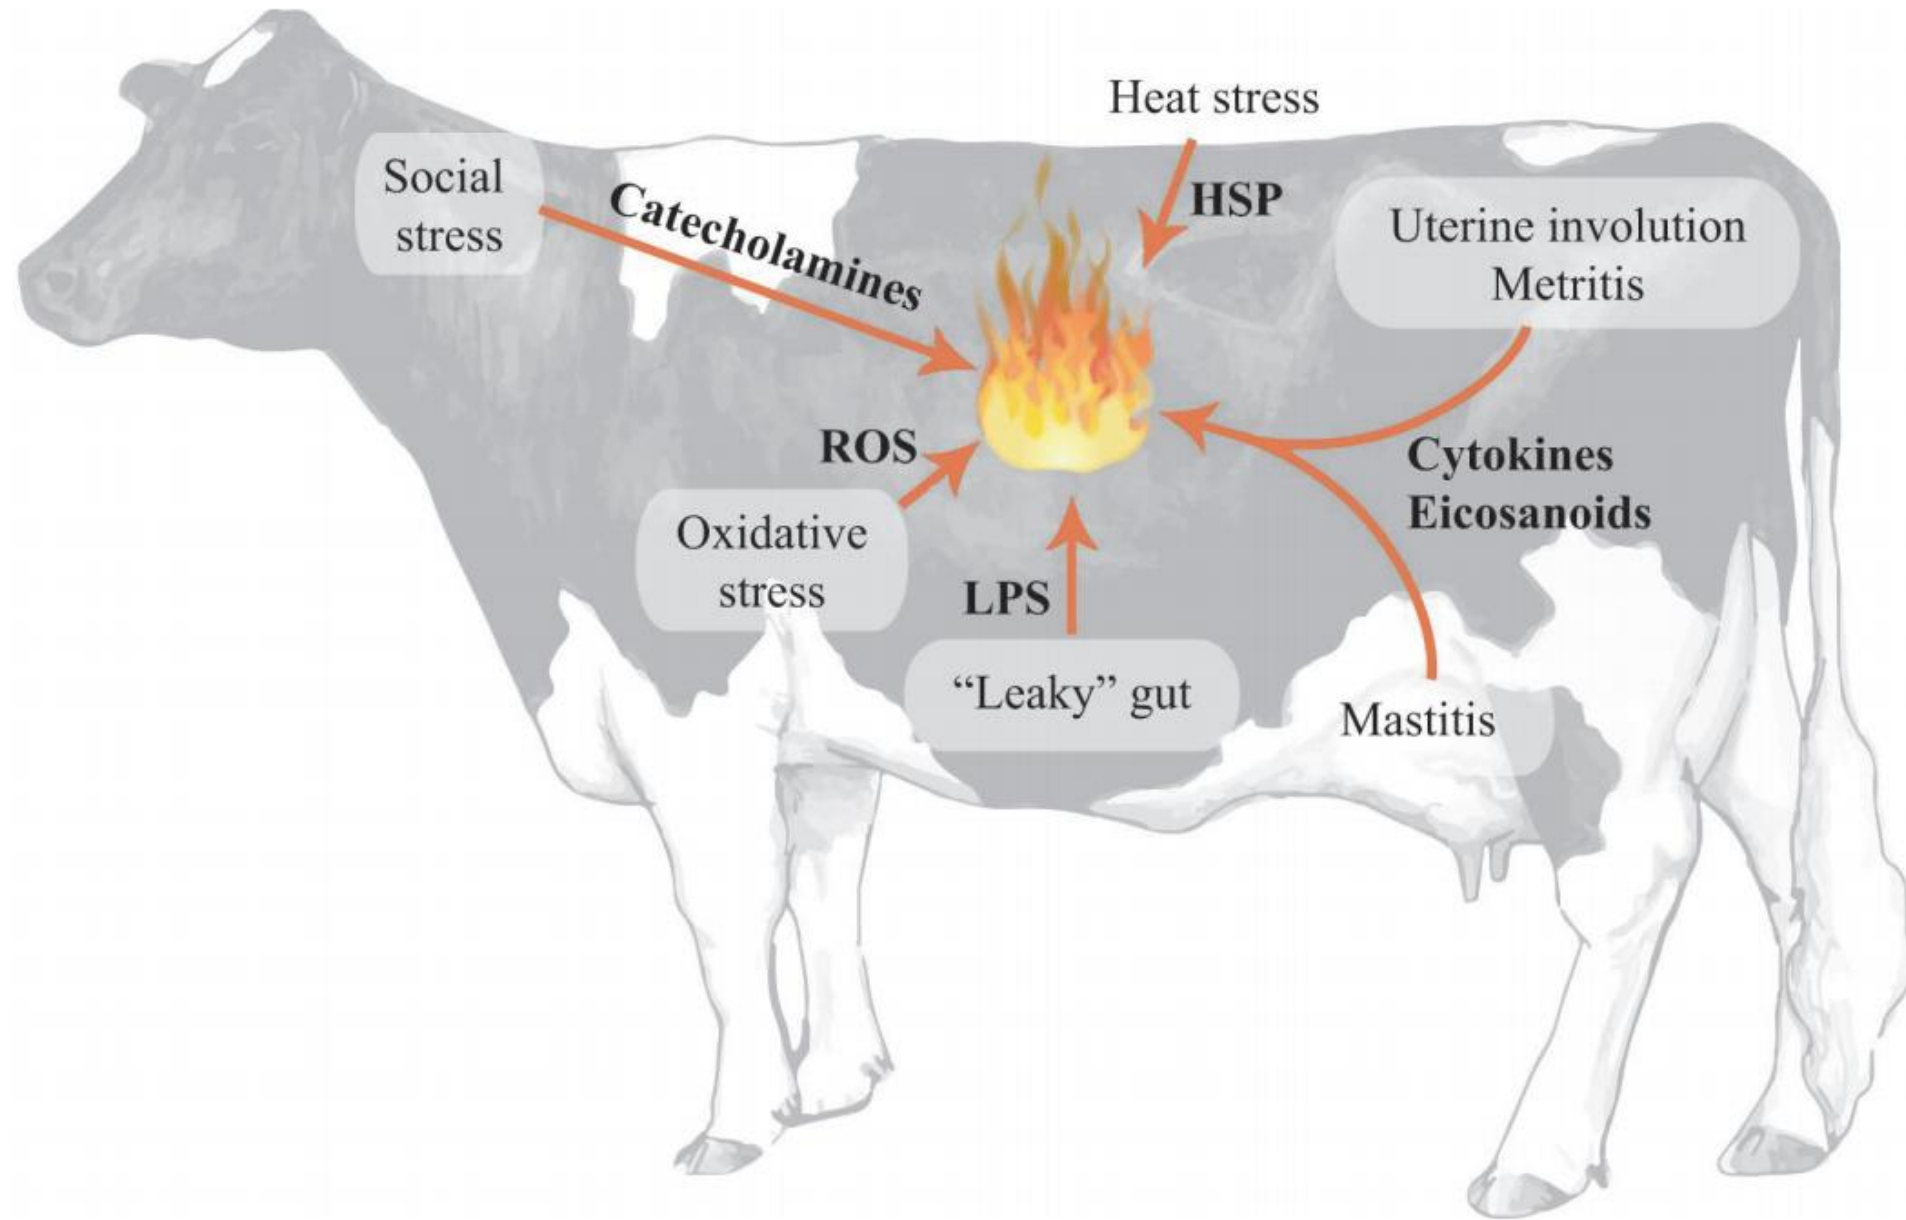 Heat stress
HSP
Social
stress
Catecholamines
Uterine involution
Metritis
ROS
Cytokines
Eicosanoids
Oxidative
stress
LPS
“Leaky” gut
Mastitis